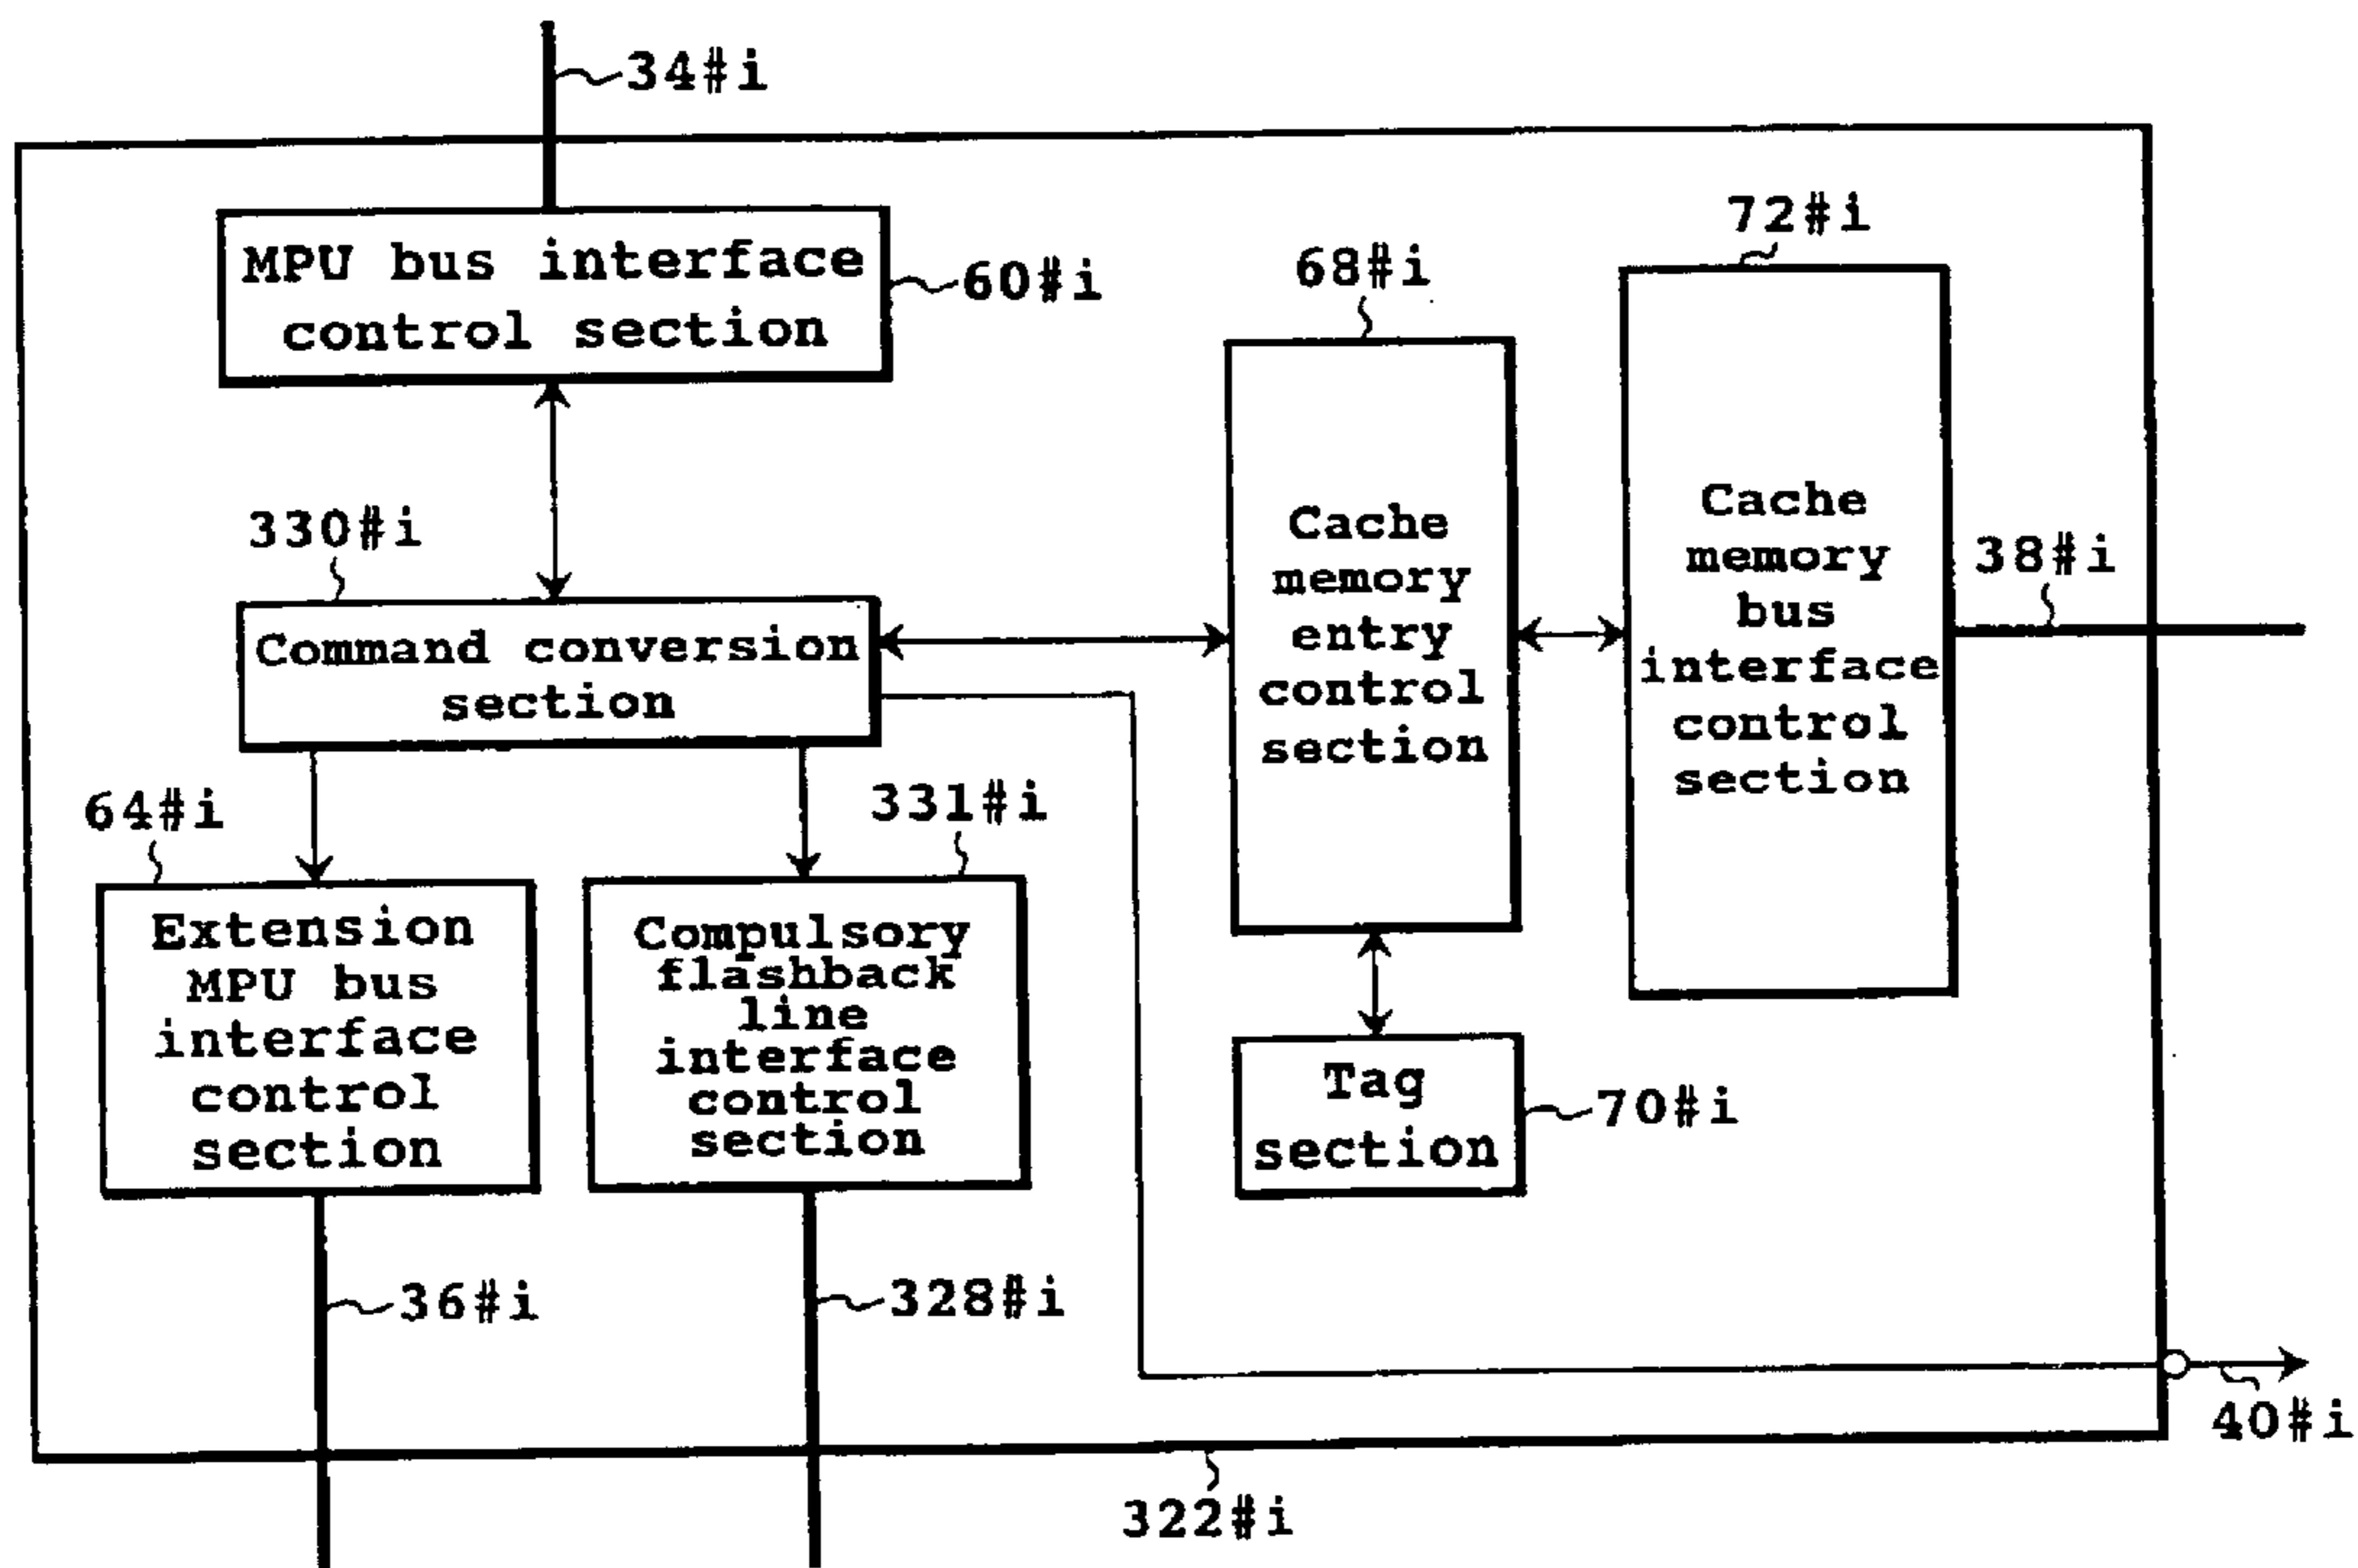 34#i
MPU bus interface
control section
60#i
72#i
68#i
330#i
Command conversion
section
Cache
memory
entry
control
section
Cache
memory
bus
interface
control
section
38#i
64#i
331#i
Extension
MPU bus
interface
control
section
Compulsory
flashback
line
interface
control
section
Tag
section
70#i
36#i
328#i
40#i
322#i